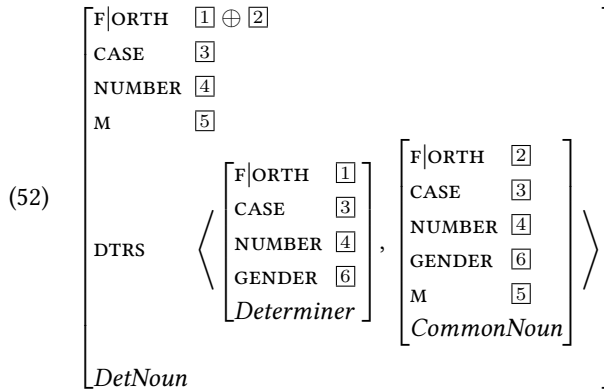 F|ORTH 1 ⊕ 2
CASE 3
NUMBER 4
M 5
(52) DTRS ⟨ [ F|ORTH 1
CASE 3
NUMBER 4
GENDER 6
Determiner ] , [ F|ORTH 2
CASE 3
NUMBER 4
GENDER 6
M 5
CommonNoun ] ⟩
DetNoun